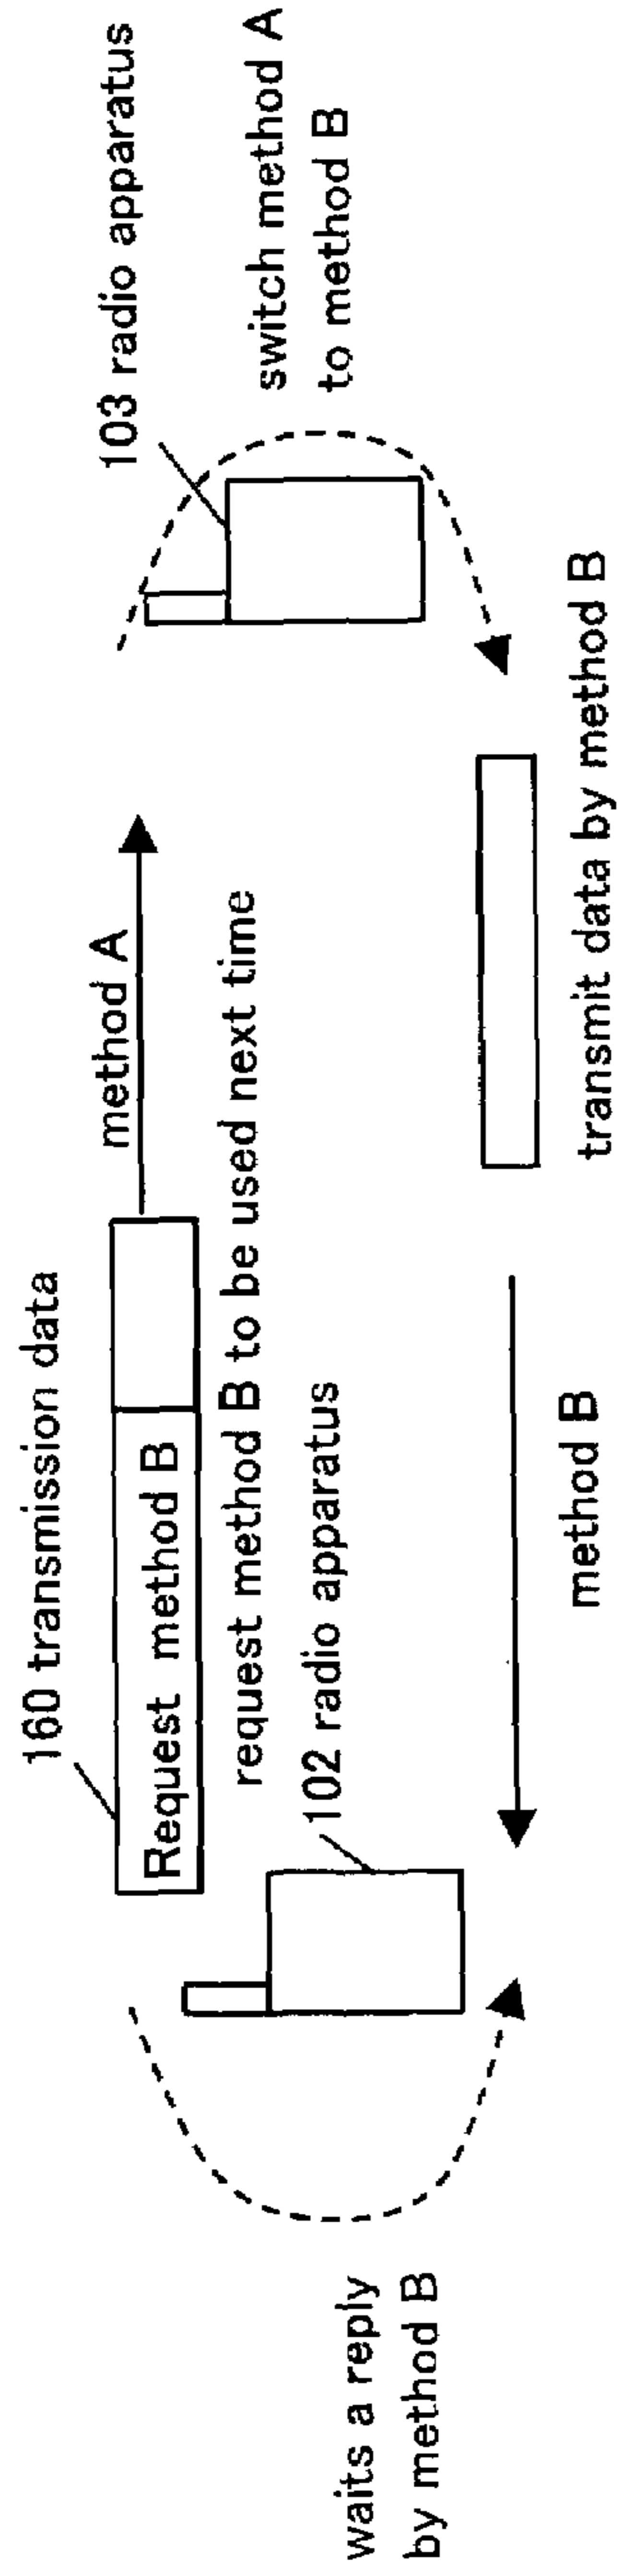 160 transmission data
Request method B
method A
request method B to be used next time
102 radio apparatus
103 radio apparatus
switch method A
to method B
waits a reply
by method B
method B
transmit data by method B